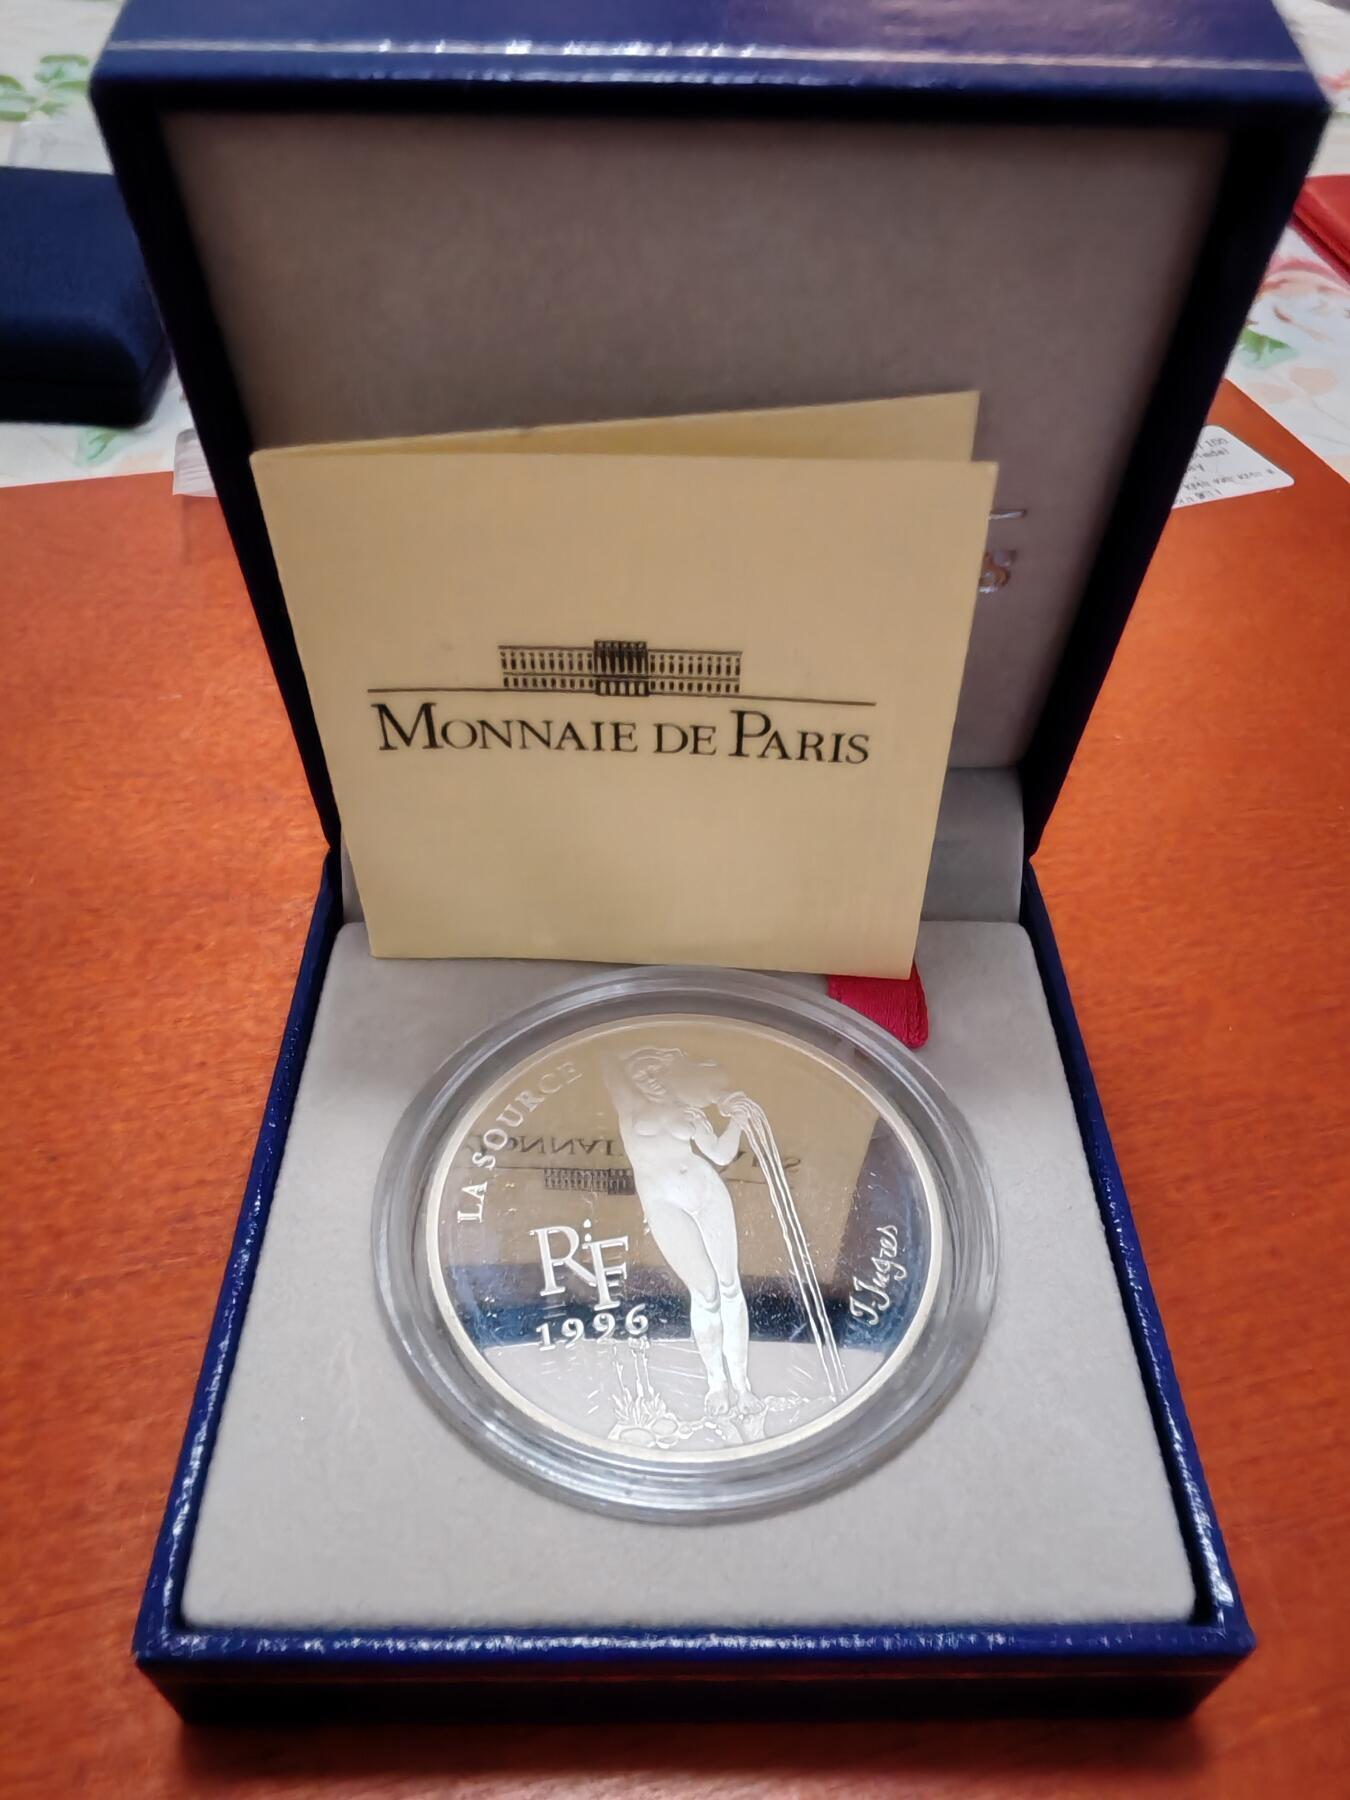 MONNAIE DE PARIS
LA SOURCE
RF
1996
I. Ingres